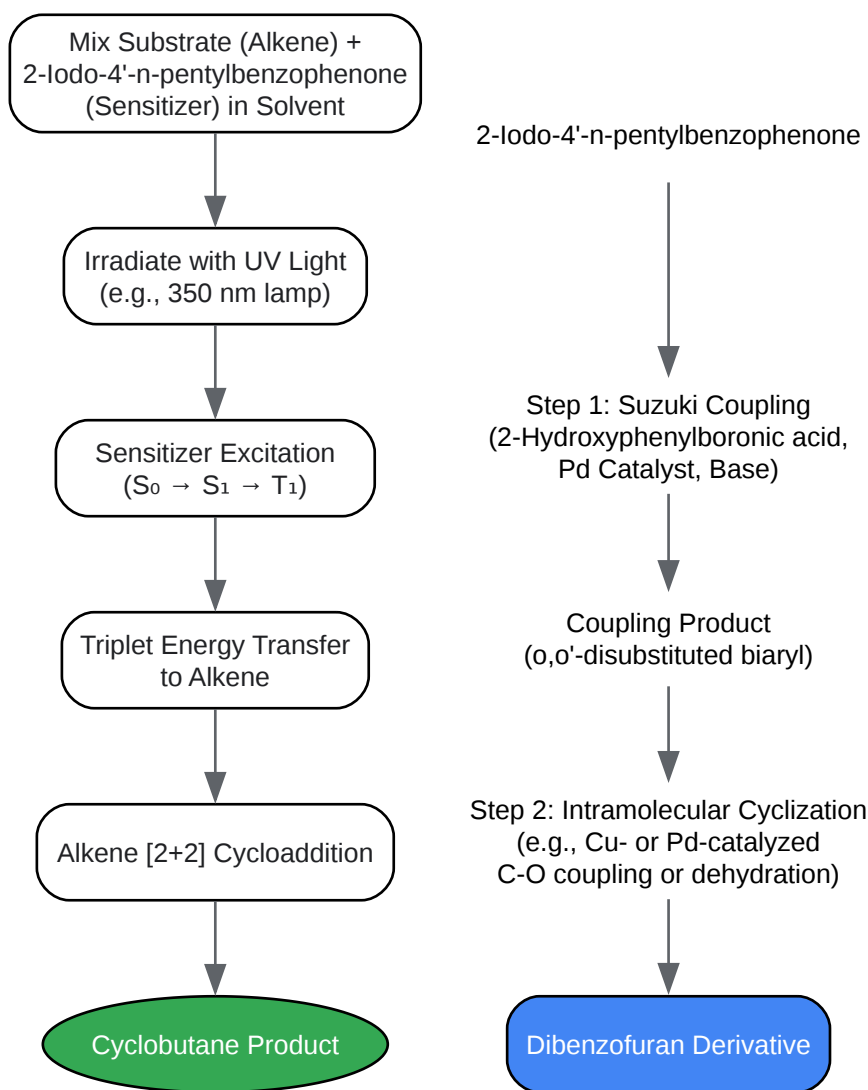 Mix Substrate (Alkene) +
2-Iodo-4'-n-pentylbenzophenone
(Sensitizer) in Solvent
Irradiate with UV Light
(e.g., 350 nm lamp)
Sensitizer Excitation
(S₀ → S₁ → T₁)
Triplet Energy Transfer
to Alkene
Alkene [2+2] Cycloaddition
Cyclobutane Product
2-Iodo-4'-n-pentylbenzophenone
Step 1: Suzuki Coupling
(2-Hydroxyphenylboronic acid,
Pd Catalyst, Base)
Coupling Product
(o,o'-disubstituted biaryl)
Step 2: Intramolecular Cyclization
(e.g., Cu- or Pd-catalyzed
C-O coupling or dehydration)
Dibenzofuran Derivative